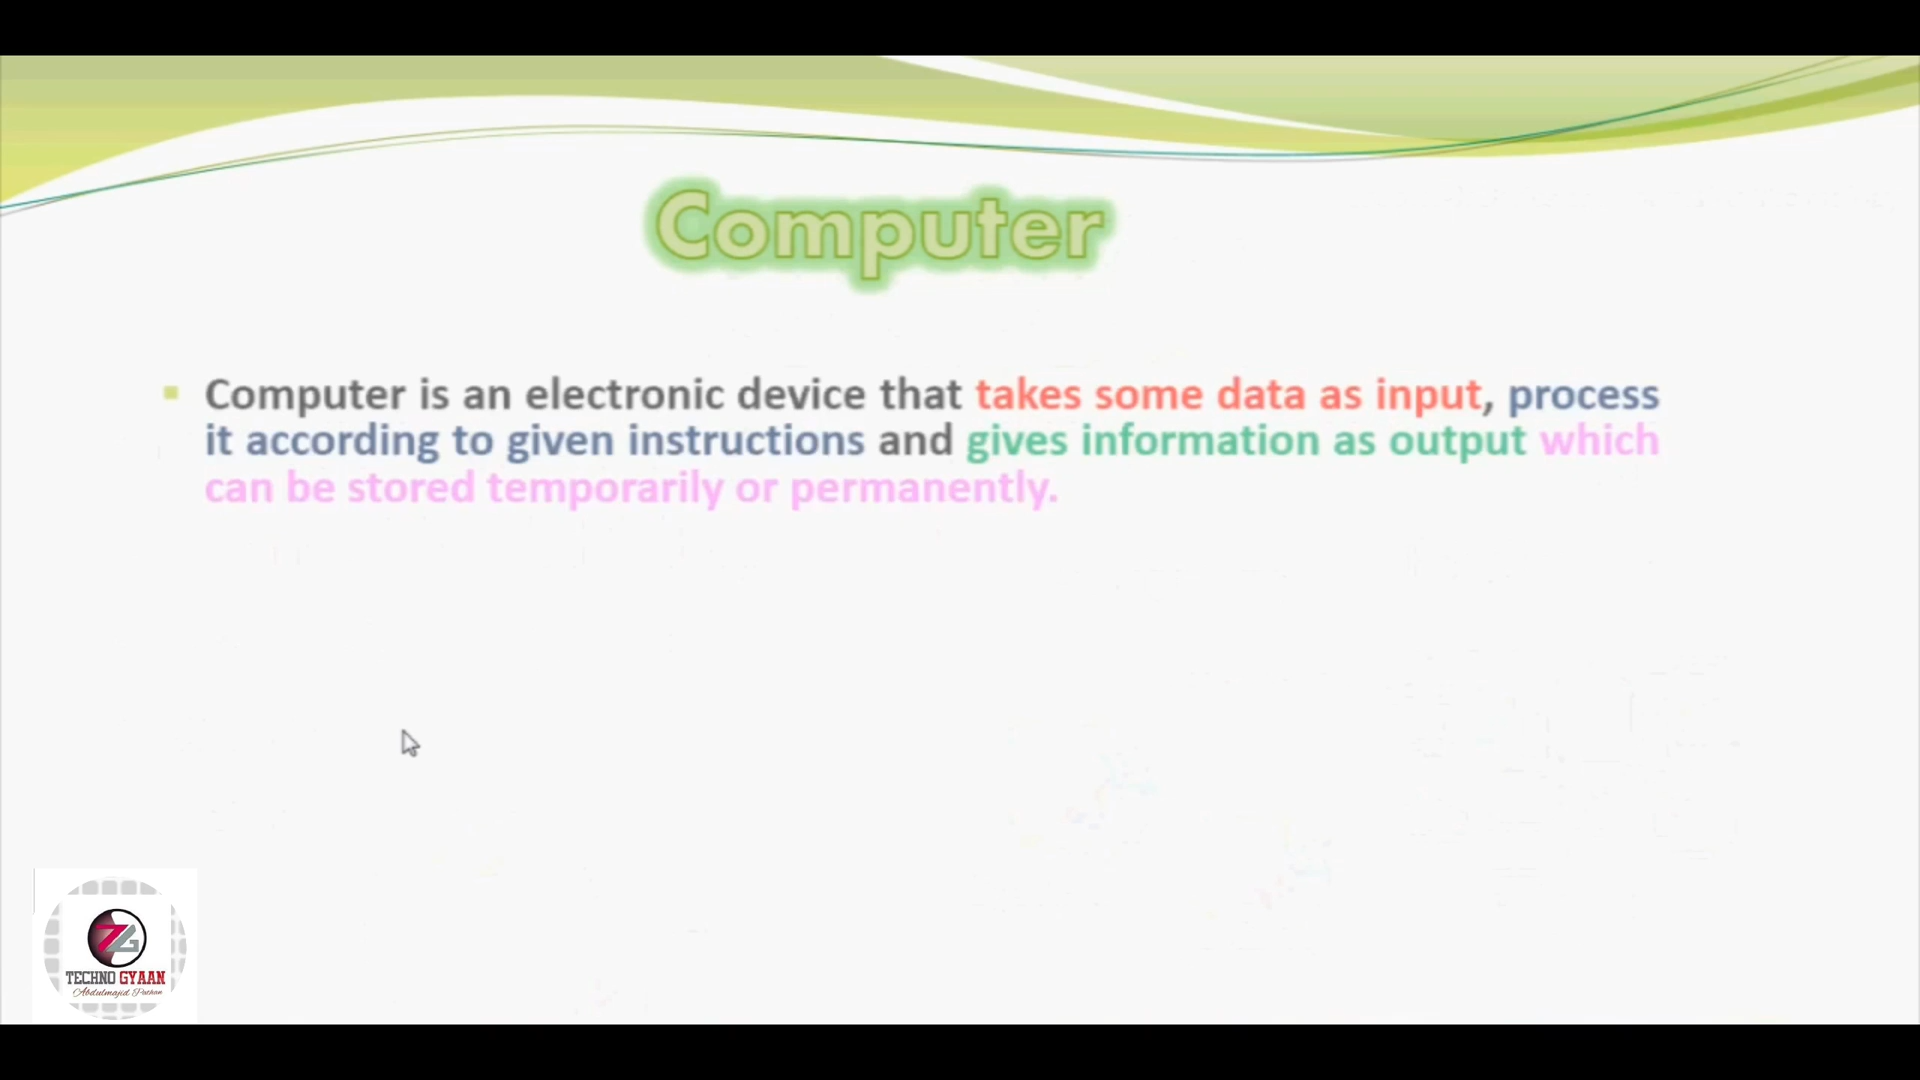 Computer
Computer is an electronic device that takes some data as input, process
it according to given instructions and gives information as output which
can be stored temporarily or permanently.
TECHNO GYAAN
Abdulmajid Pathan